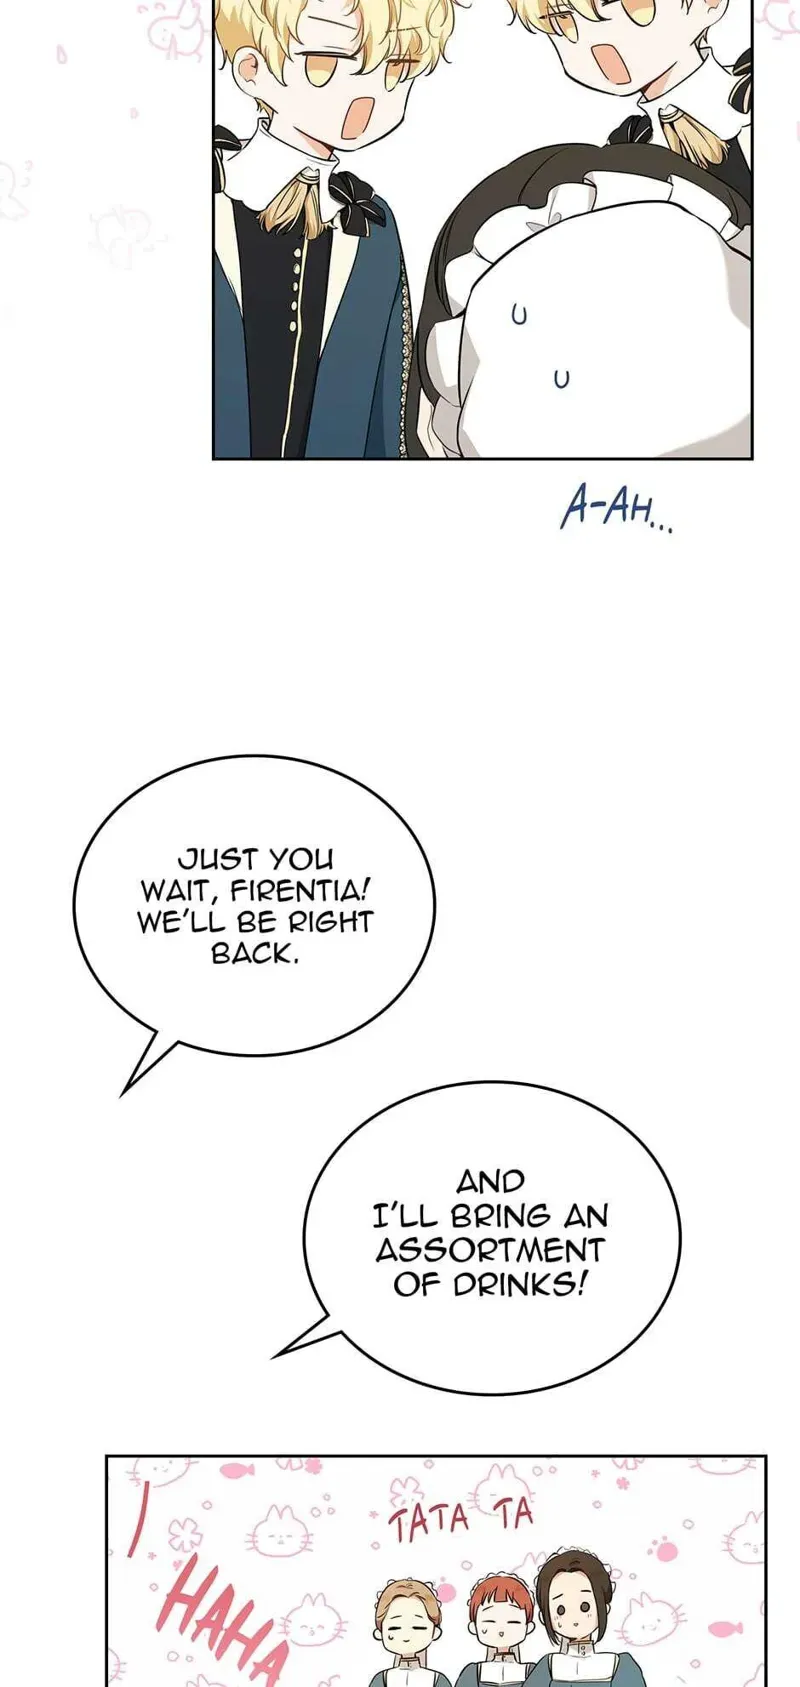 A-AH...
JUST YOU
WAIT, FIRENTIA!
WE'LL BE RIGHT
BACK.
AND
I'LL BRING AN
ASSORTMENT
OF DRINKS!
TATA TA
HAHA